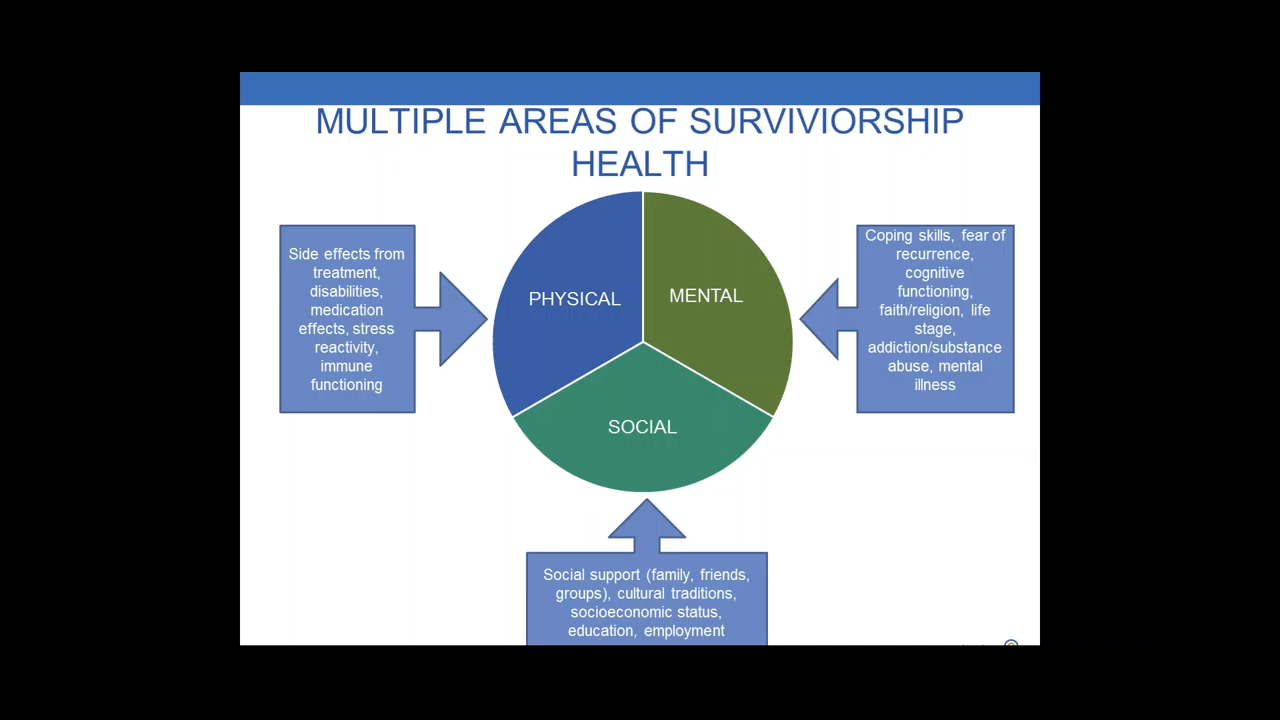 MULTIPLE AREAS OF SURVIVIORSHIP
HEALTH
Side effects from
treatment,
disabilities,
medication
effects, stress
reactivity,
immune
functioning
PHYSICAL
MENTAL
SOCIAL
Coping skills, fear of
recurrence,
cognitive
functioning,
faith/religion, life
stage,
addiction/substance
abuse, mental
illness
Social support (family, friends,
groups), cultural traditions,
socioeconomic status,
education, employment